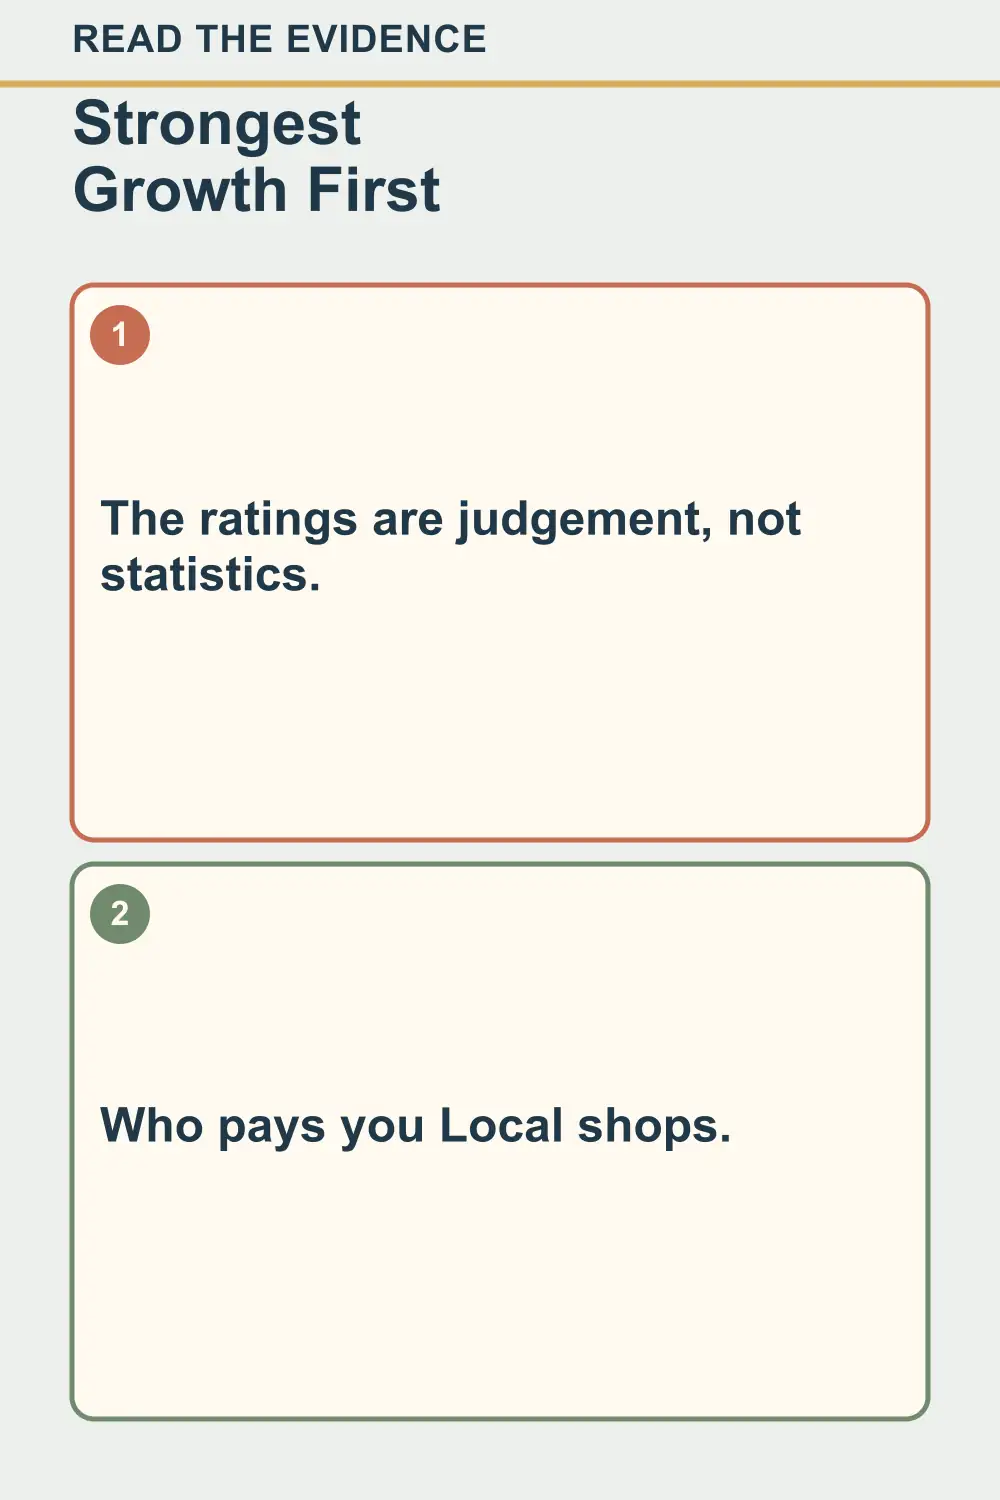 READ THE EVIDENCE
Strongest
Growth First
1
The ratings are judgement, not
statistics.
2
Who pays you Local shops.